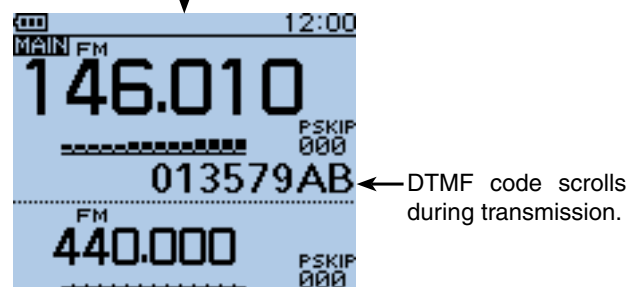 12:00
MAIN FM
146.010
PSKIP
000
013579AB
DTMF code scrolls
during transmission.
FM
440.000
PSKIP
000